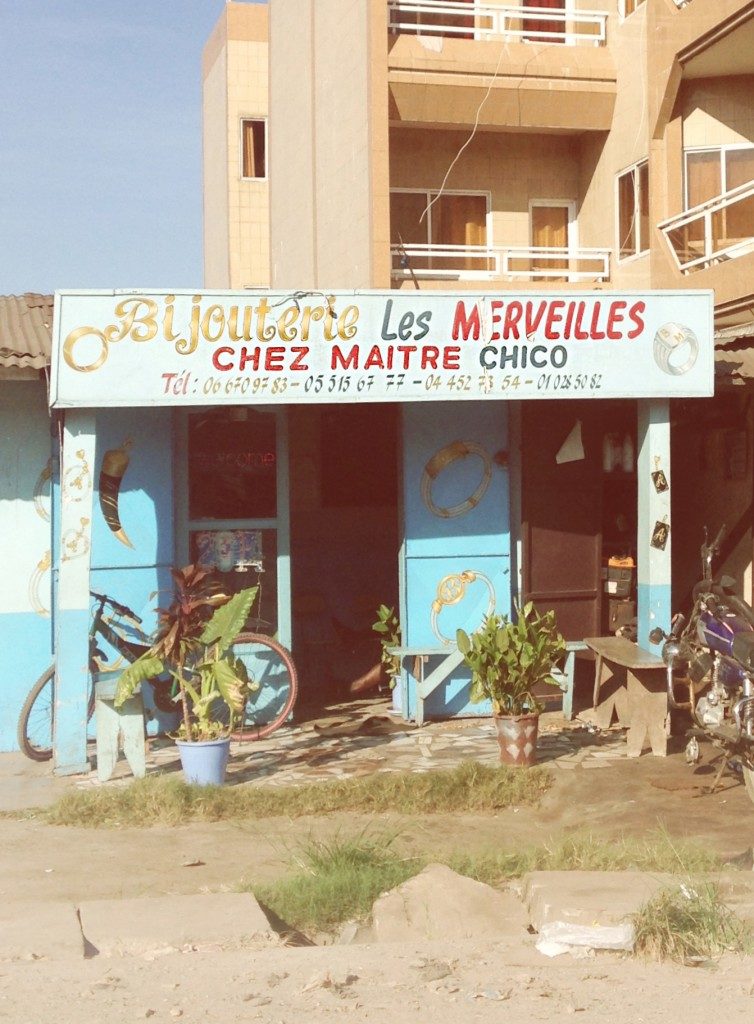 Bijouterie Les MERVEILLES
CHEZ MAITRE CHICO
Tél: 06 670 97 83 - 05 515 67 77 - 04 452 73 54 - 01 028 50 82